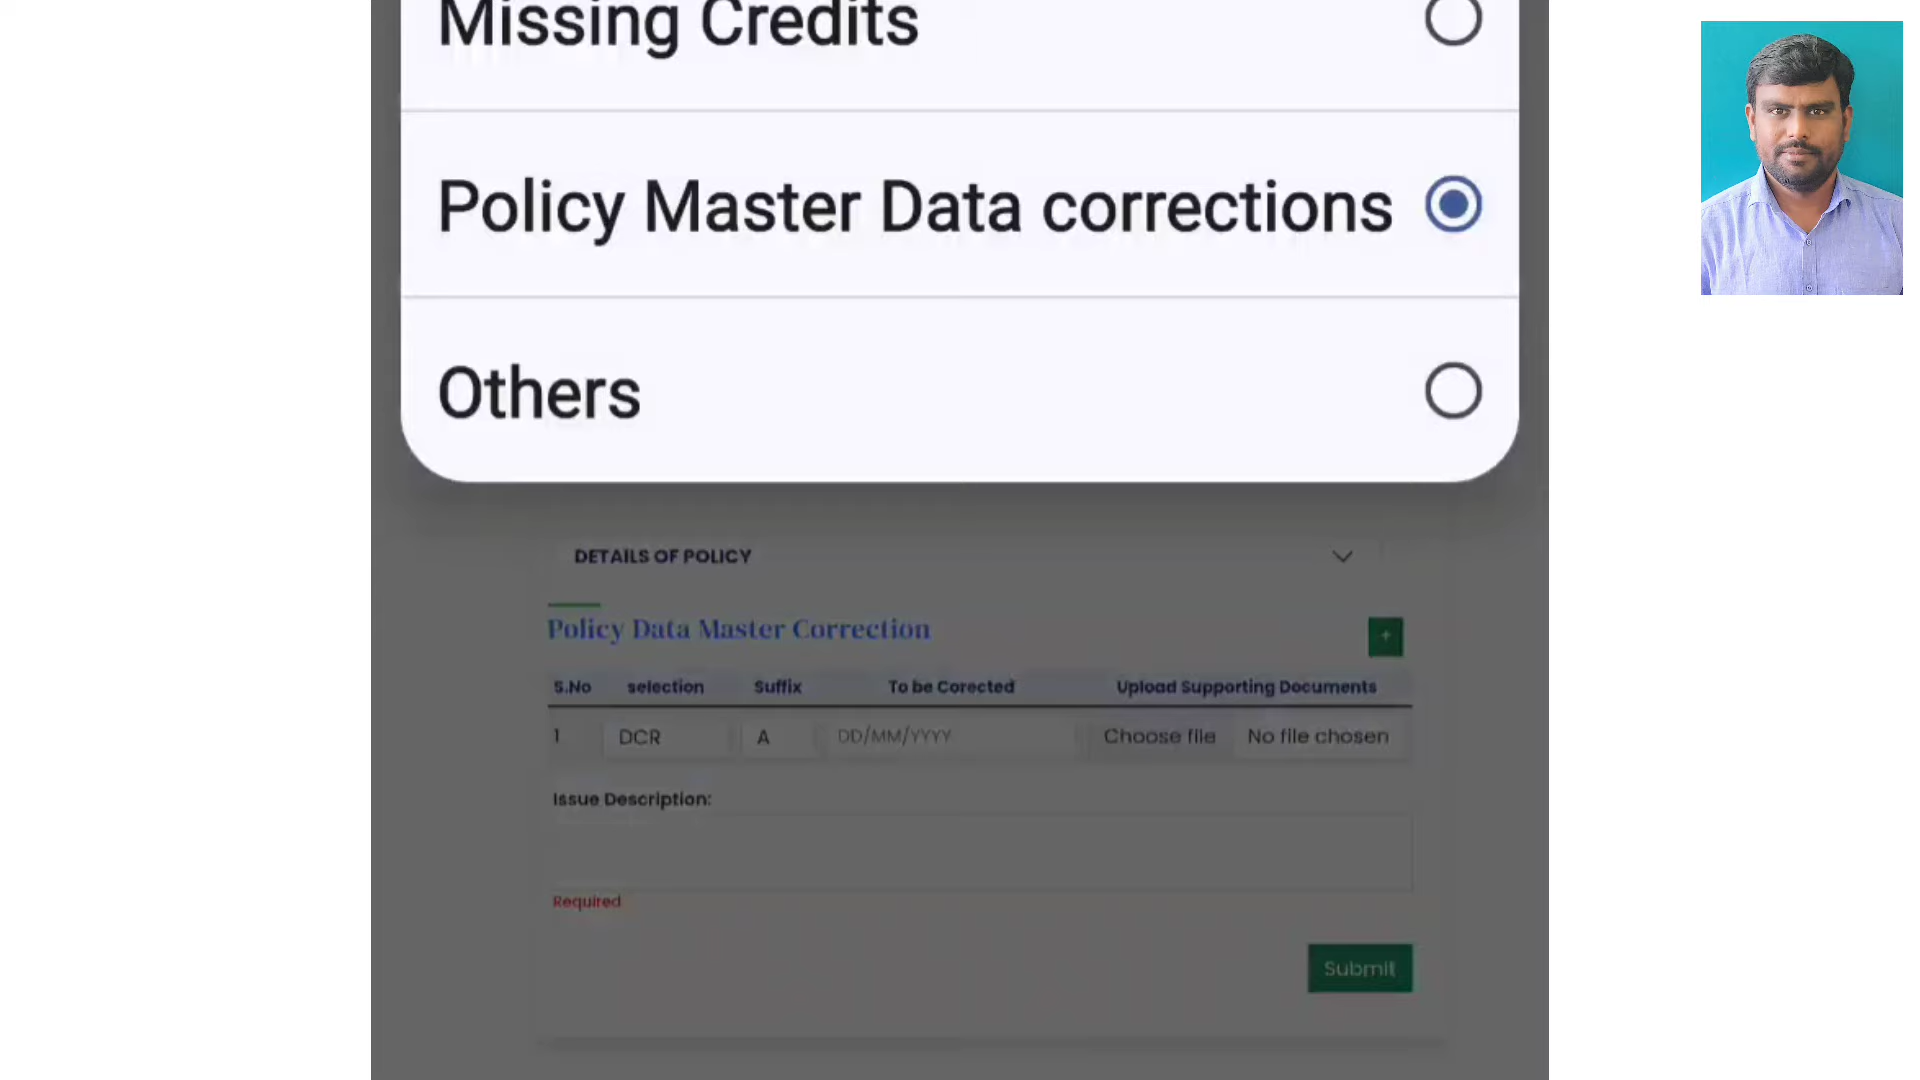 Missing Credits
Policy Master Data corrections
Others
DETAILS OF POLICY
Policy Data Master Correction
+
S.No selection Suffix To be Corected Upload Supporting Documents
1 DCR A DD/MM/YYYY Choose file No file chosen
Issue Description:
Required
Submit